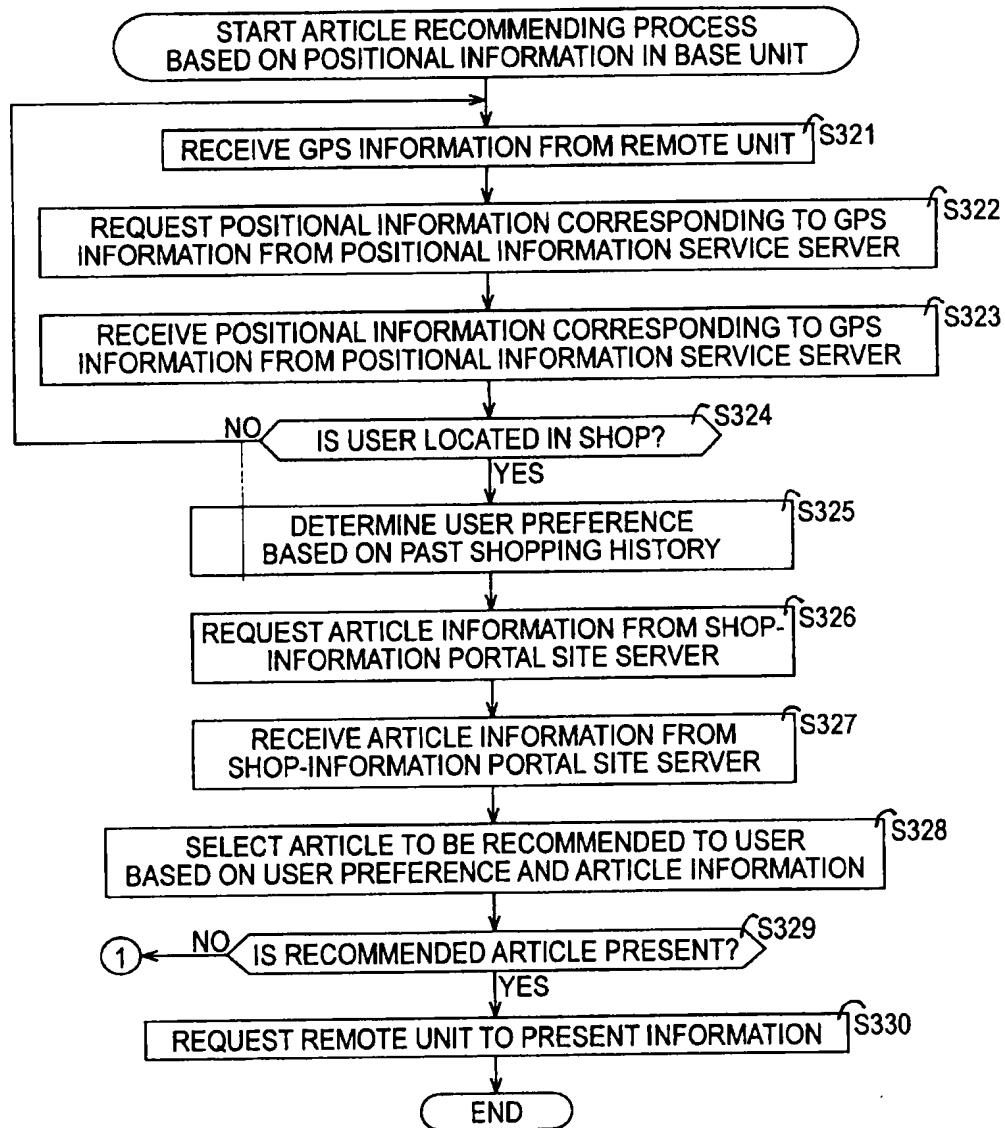 START ARTICLE RECOMMENDING PROCESS
BASED ON POSITIONAL INFORMATION IN BASE UNIT
RECEIVE GPS INFORMATION FROM REMOTE UNIT
S321
REQUEST POSITIONAL INFORMATION CORRESPONDING TO GPS
INFORMATION FROM POSITIONAL INFORMATION SERVICE SERVER
S322
RECEIVE POSITIONAL INFORMATION CORRESPONDING TO GPS
INFORMATION FROM POSITIONAL INFORMATION SERVICE SERVER
S323
NO
IS USER LOCATED IN SHOP?
S324
YES
DETERMINE USER PREFERENCE
BASED ON PAST SHOPPING HISTORY
S325
REQUEST ARTICLE INFORMATION FROM SHOP-
INFORMATION PORTAL SITE SERVER
S326
RECEIVE ARTICLE INFORMATION FROM
SHOP-INFORMATION PORTAL SITE SERVER
S327
SELECT ARTICLE TO BE RECOMMENDED TO USER
BASED ON USER PREFERENCE AND ARTICLE INFORMATION
S328
1
NO
IS RECOMMENDED ARTICLE PRESENT?
S329
YES
REQUEST REMOTE UNIT TO PRESENT INFORMATION
S330
END